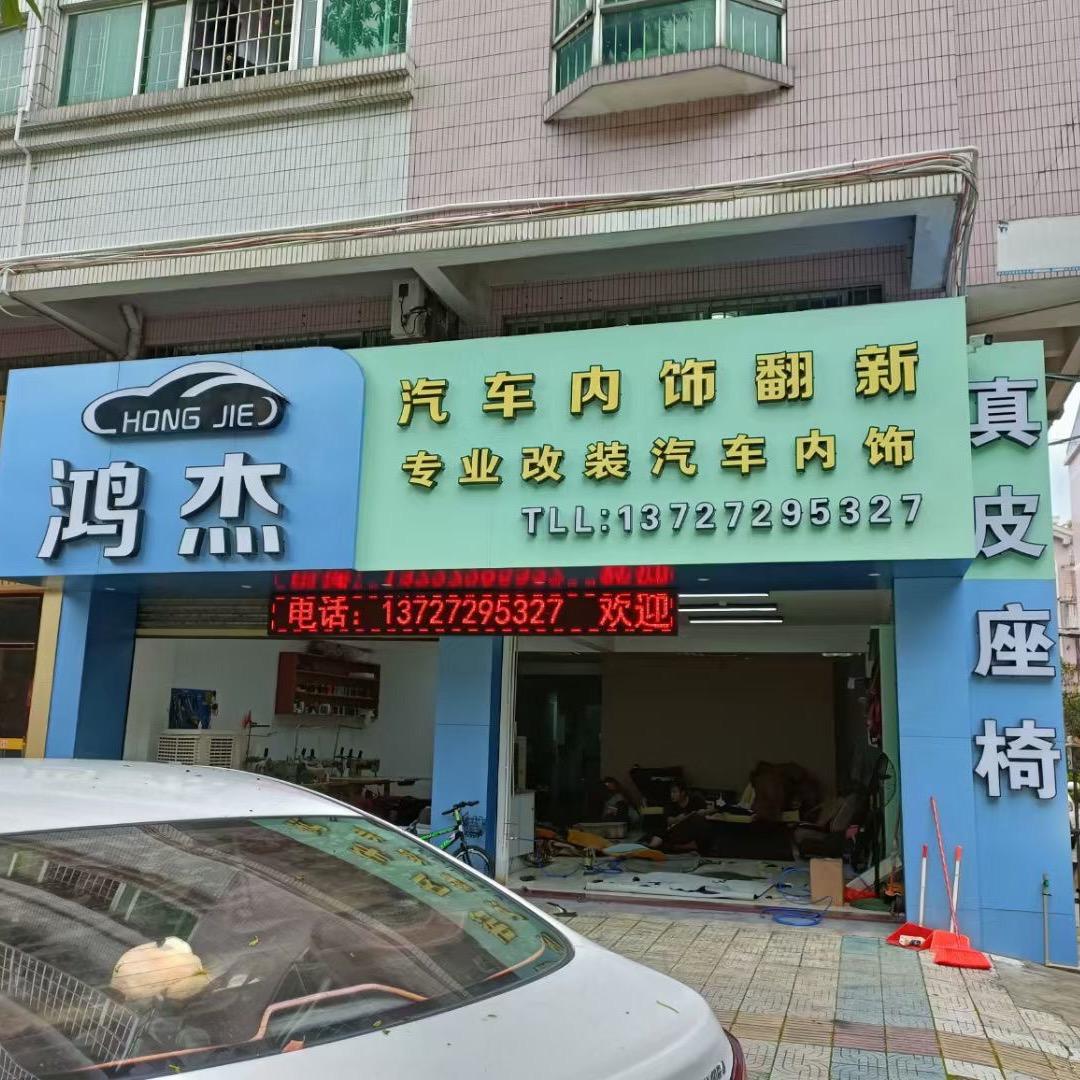 HONG JIE
鸿杰
汽车内饰翻新
专业改装汽车内饰
TLL:13727295327
真皮座椅
电话:13727295327 欢迎